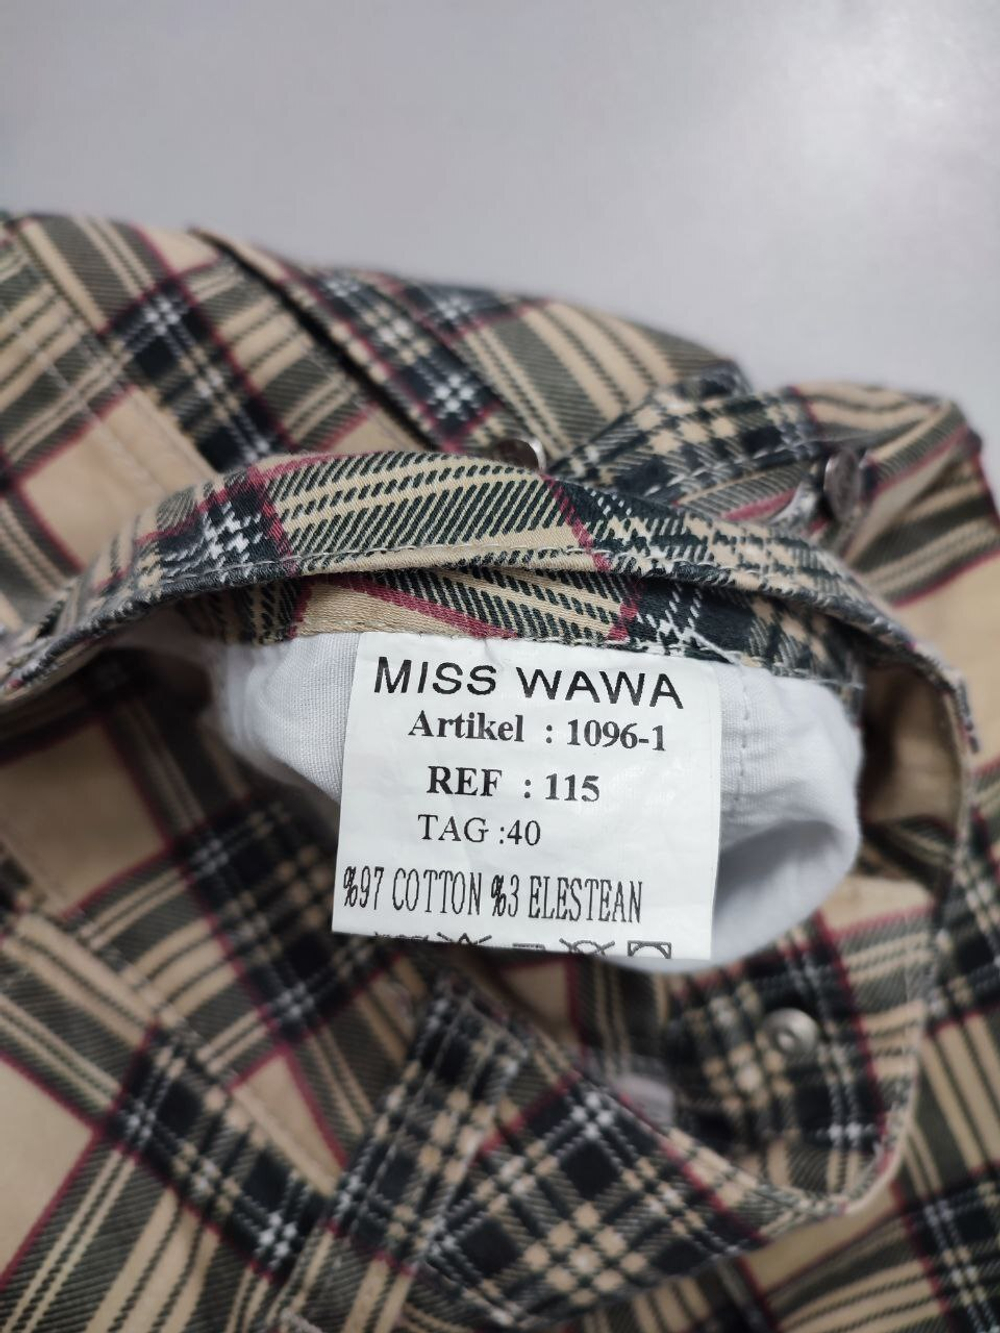 MISS WAWA
Artikel : 1096-1
REF : 115
TAG :40
%97 COTTON %3 ELESTEAN